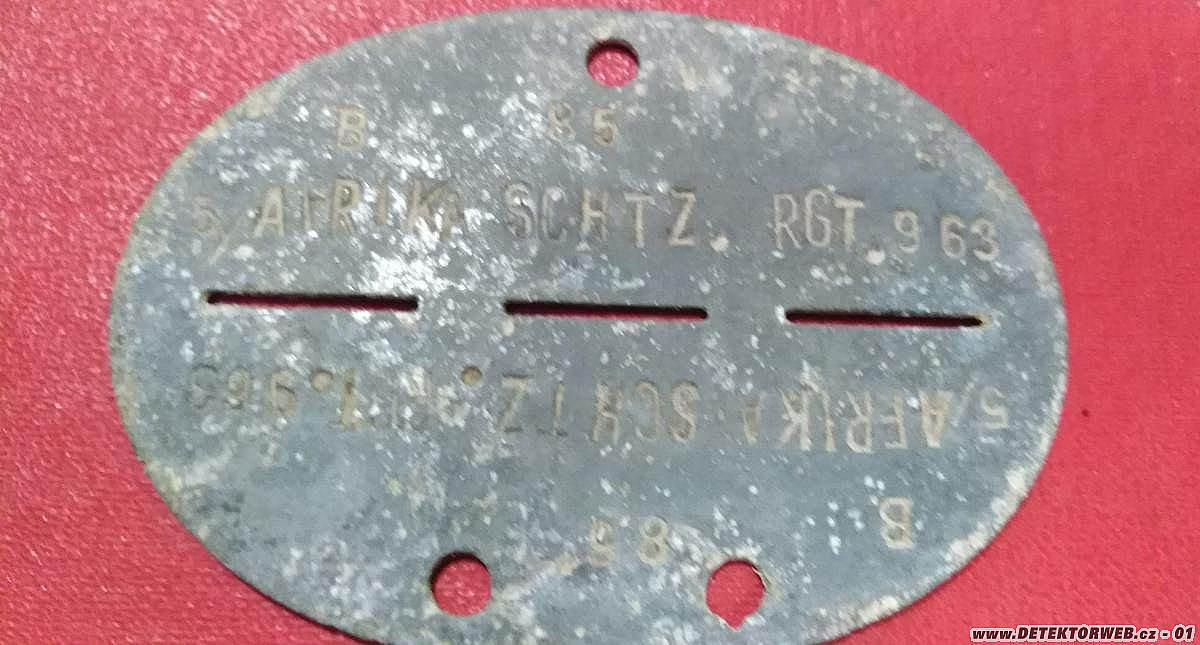 B 85
5/AFRIKA SCHTZ. RGT. 963
5/AFRIKA SCHTZ. RGT. 963
B 85
www.DETEKTORWEB.cz - 01